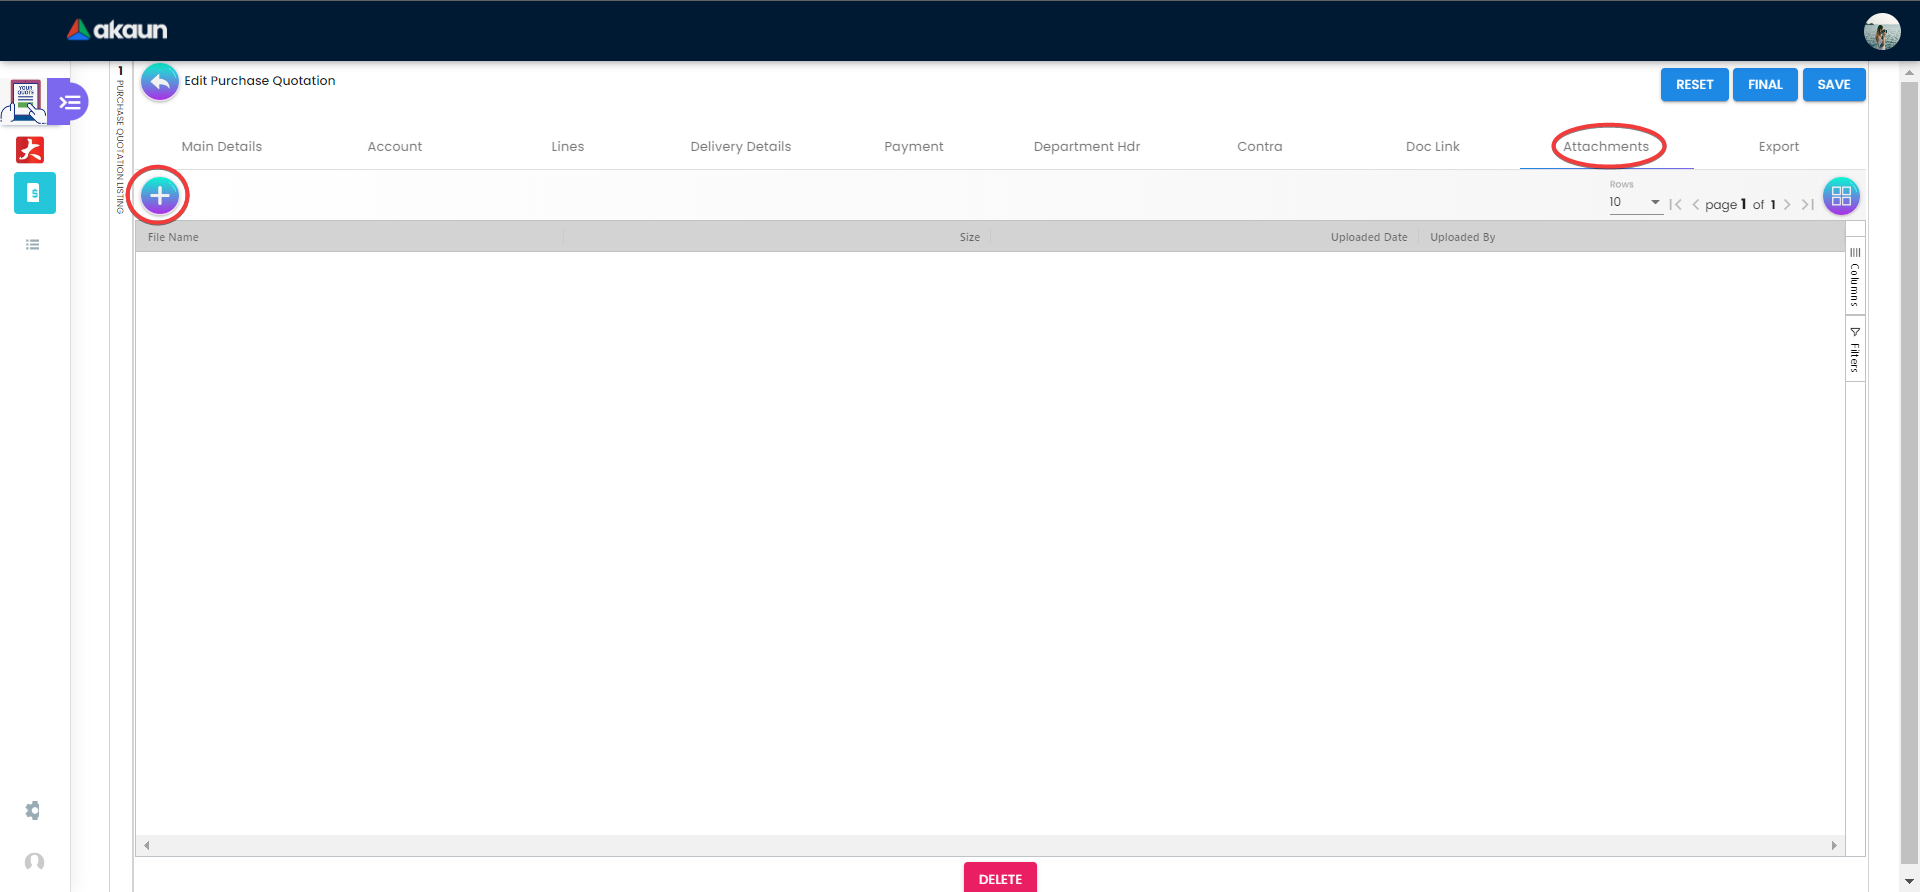 akaun
YOUR QUOTE
1 PURCHASE QUOTATION LISTING
Edit Purchase Quotation
RESET FINAL SAVE
Main Details Account Lines Delivery Details Payment Department Hdr Contra Doc Link Attachments Export
Rows
10 page 1 of 1
File Name Size Uploaded Date Uploaded By
Columns
Filters
DELETE